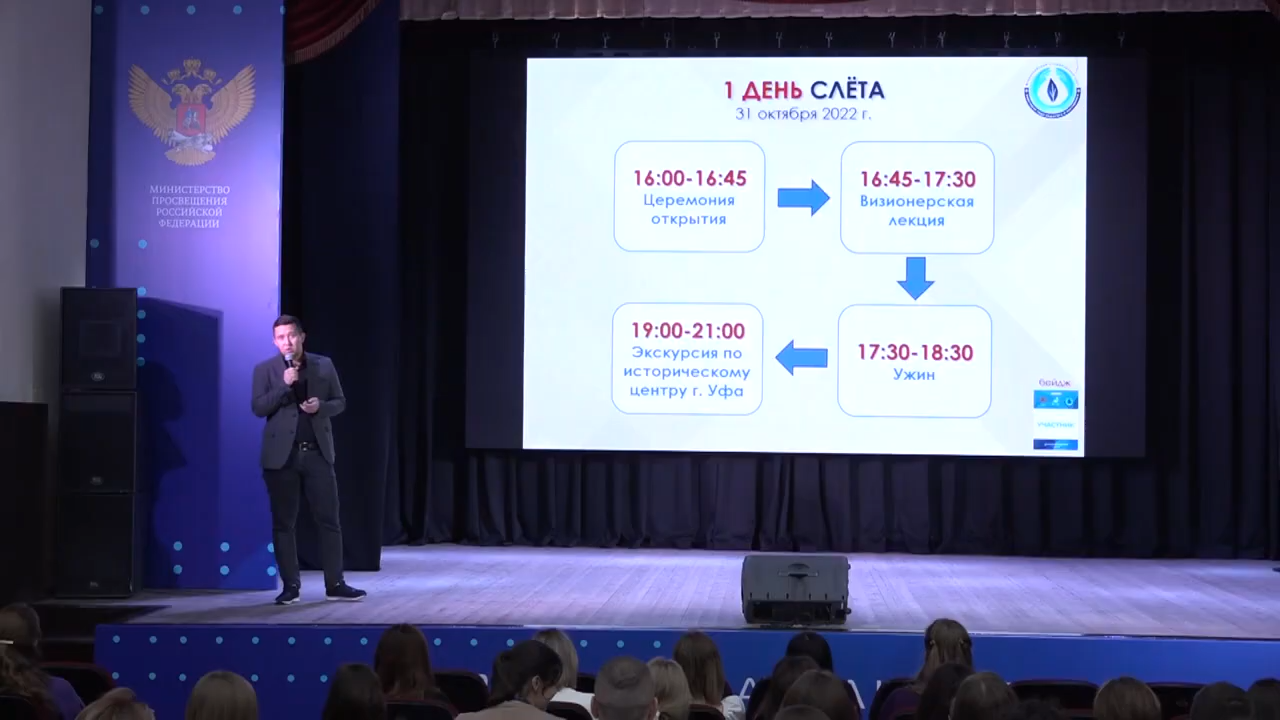 МИНИСТЕРСТВО
ПРОСВЕЩЕНИЯ
РОССИЙСКОЙ
ФЕДЕРАЦИИ
1 ДЕНЬ СЛЁТА
31 октября 2022 г.
16:00-16:45
Церемония
открытия
16:45-17:30
Визионерская
лекция
17:30-18:30
Ужин
19:00-21:00
Экскурсия по
историческому
центру г. Уфа
бейдж
УЧАСТНИК